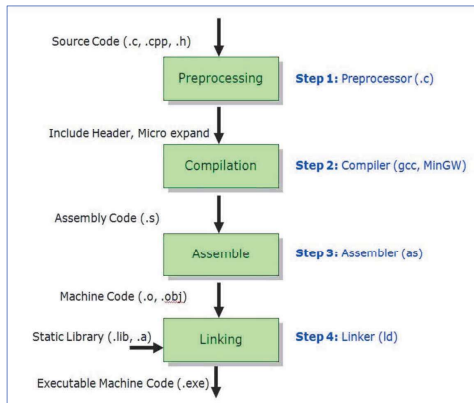 Source Code (.c, .cpp, .h)
Preprocessing
Step 1: Preprocessor (.c)
Include Header, Micro expand
Compilation
Step 2: Compiler (gcc, MinGW)
Assembly Code (.s)
Assemble
Step 3: Assembler (as)
Machine Code (.o, .obj)
Static Library (.lib, .a)
Linking
Step 4: Linker (ld)
Executable Machine Code (.exe)